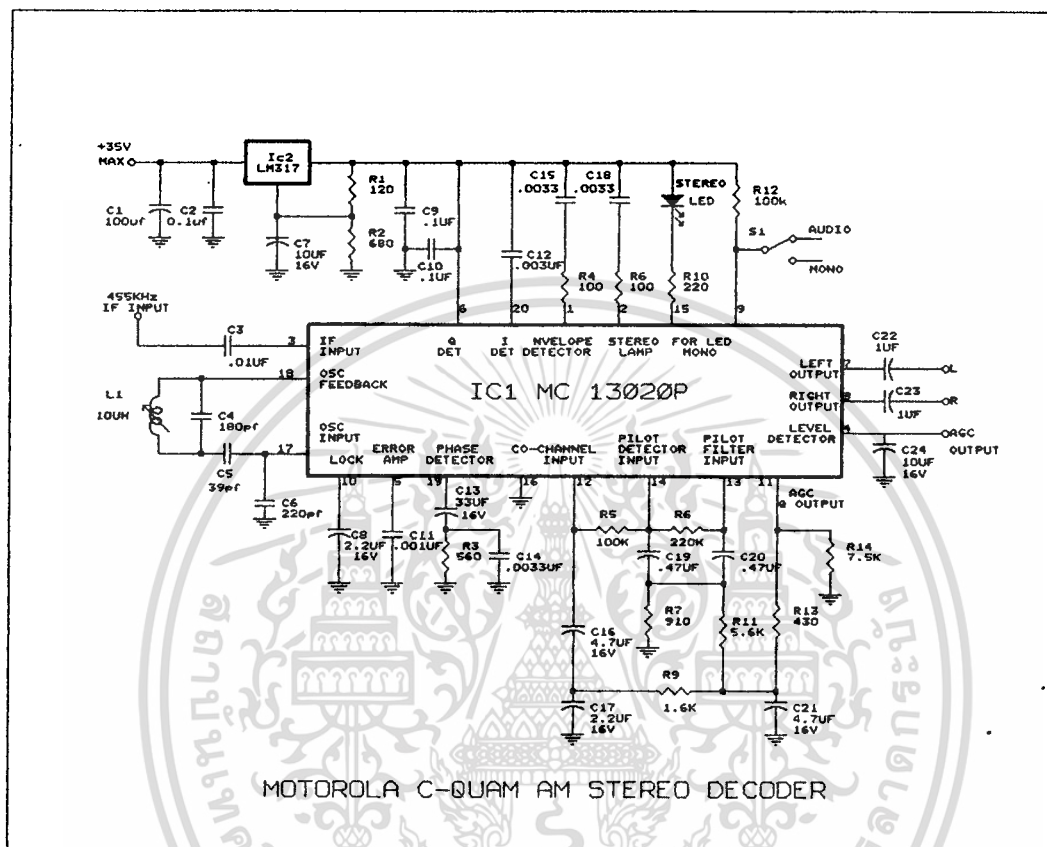 +35V
MAX
Ic2
LM317
C1
100uf
C2
0.1uf
R1
120
R2
680
C7
10UF
16V
C9
.1UF
C10
.1UF
C12
.003UF
C15
.0033
C18
.0033
STEREO
LED
R12
100k
S1
AUDIO
MONO
R4
100
R6
100
R10
220
6
20
1
2
15
9
455KHz
IF INPUT
C3
.01UF
3
IF
INPUT
Q
DET
I
DET
NVELOPE
DETECTOR
STEREO
LAMP
FOR LED
MONO
18
OSC
FEEDBACK
IC1 MC 13020P
LEFT
OUTPUT
7
C22
1UF
L
RIGHT
OUTPUT
8
C23
1UF
R
LEVEL
DETECTOR
4
AGC
OUTPUT
C24
10UF
16V
L1
10UH
C4
180pf
OSC
INPUT
17
C5
39pf
C6
220pf
LOCK
ERROR
AMP
PHASE
DETECTOR
CO-CHANNEL
INPUT
PILOT
DETECTOR
INPUT
PILOT
FILTER
INPUT
10
5
19
16
12
14
13
11
AGC
Q OUTPUT
C8
2.2UF
16V
C11
.001UF
C13
33UF
16V
R3
560
C14
.0033UF
R5
100K
R6
220K
C19
.47UF
C20
.47UF
R14
7.5K
R7
910
R11
5.6K
R13
430
C16
4.7UF
16V
R9
1.6K
C17
2.2UF
16V
C21
4.7UF
16V
MOTOROLA C-QUAM AM STEREO DECODER